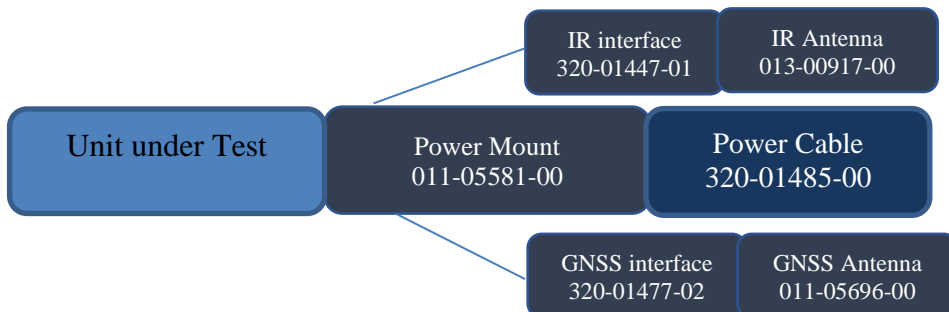 IR interface
320-01447-01
IR Antenna
013-00917-00
Unit under Test
Power Mount
011-05581-00
Power Cable
320-01485-00
GNSS interface
320-01477-02
GNSS Antenna
011-05696-00